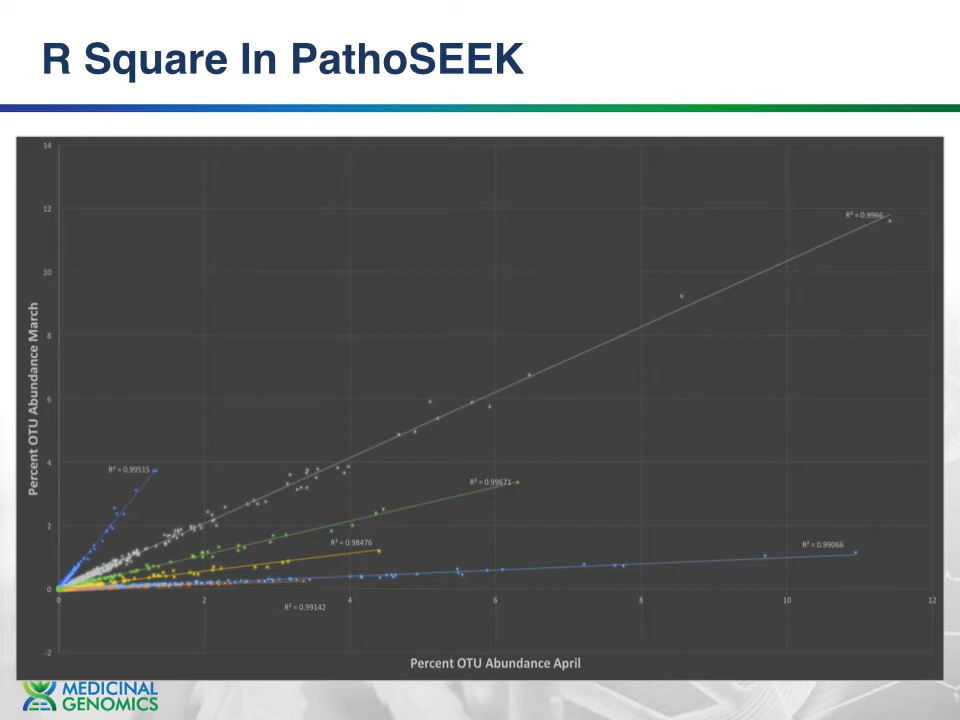 R Square In PathoSEEK
14
12
10
8
6
4
2
0
-2
0
2
4
6
8
10
12
Percent OTU Abundance March
R² = 0.9966
R² = 0.99515
R² = 0.99671
R² = 0.98476
R² = 0.99066
R² = 0.99142
Percent OTU Abundance April
MEDICINAL
GENOMICS